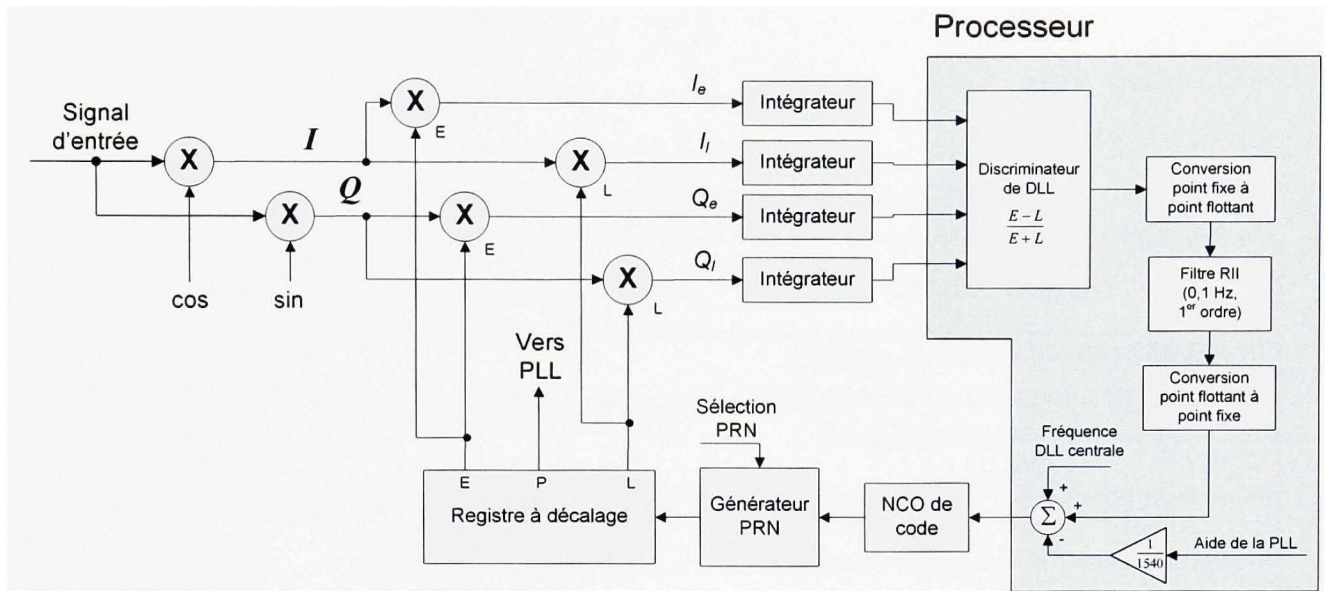 Processeur
Signal
d'entrée
X
I
X
Q
cos
sin
X
E
X
L
X
E
X
L
I_e
I_l
Q_e
Q_l
Intégrateur
Intégrateur
Intégrateur
Intégrateur
Discriminateur
de DLL
E – L
E + L
Conversion
point fixe à
point flottant
Filtre RII
(0,1 Hz,
1er ordre)
Conversion
point flottant à
point fixe
Vers
PLL
Sélection
PRN
E P L
Registre à décalage
Générateur
PRN
NCO de
code
Fréquence
DLL centrale
+
+
Σ
-
1
1540
Aide de la PLL